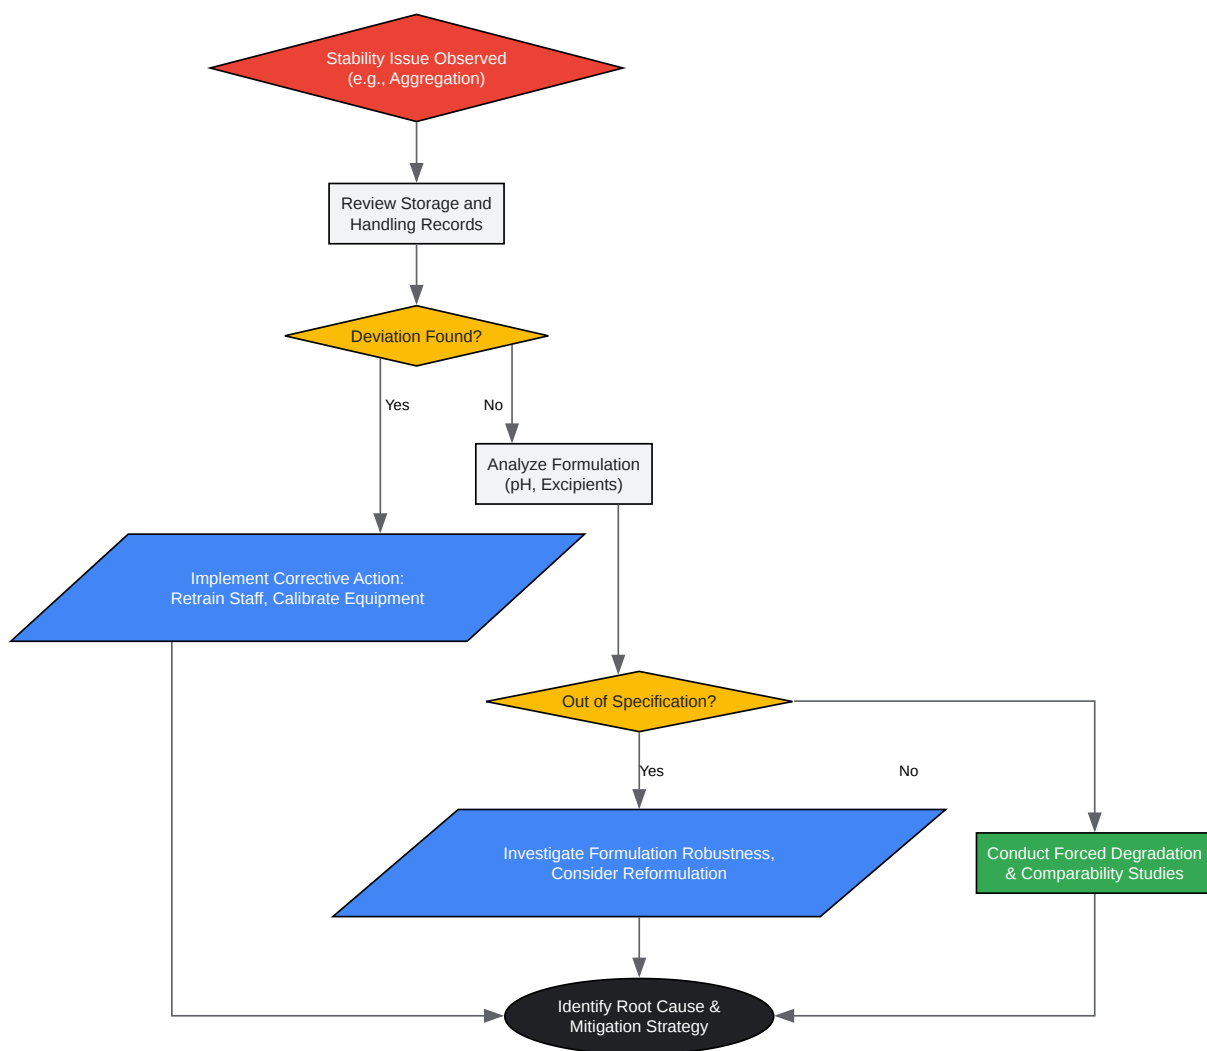 Stability Issue Observed
(e.g., Aggregation)
Review Storage and
Handling Records
Deviation Found?
Yes
No
Analyze Formulation
(pH, Excipients)
Implement Corrective Action:
Retrain Staff, Calibrate Equipment
Out of Specification?
Yes
No
Investigate Formulation Robustness,
Consider Reformulation
Conduct Forced Degradation
& Comparability Studies
Identify Root Cause &
Mitigation Strategy